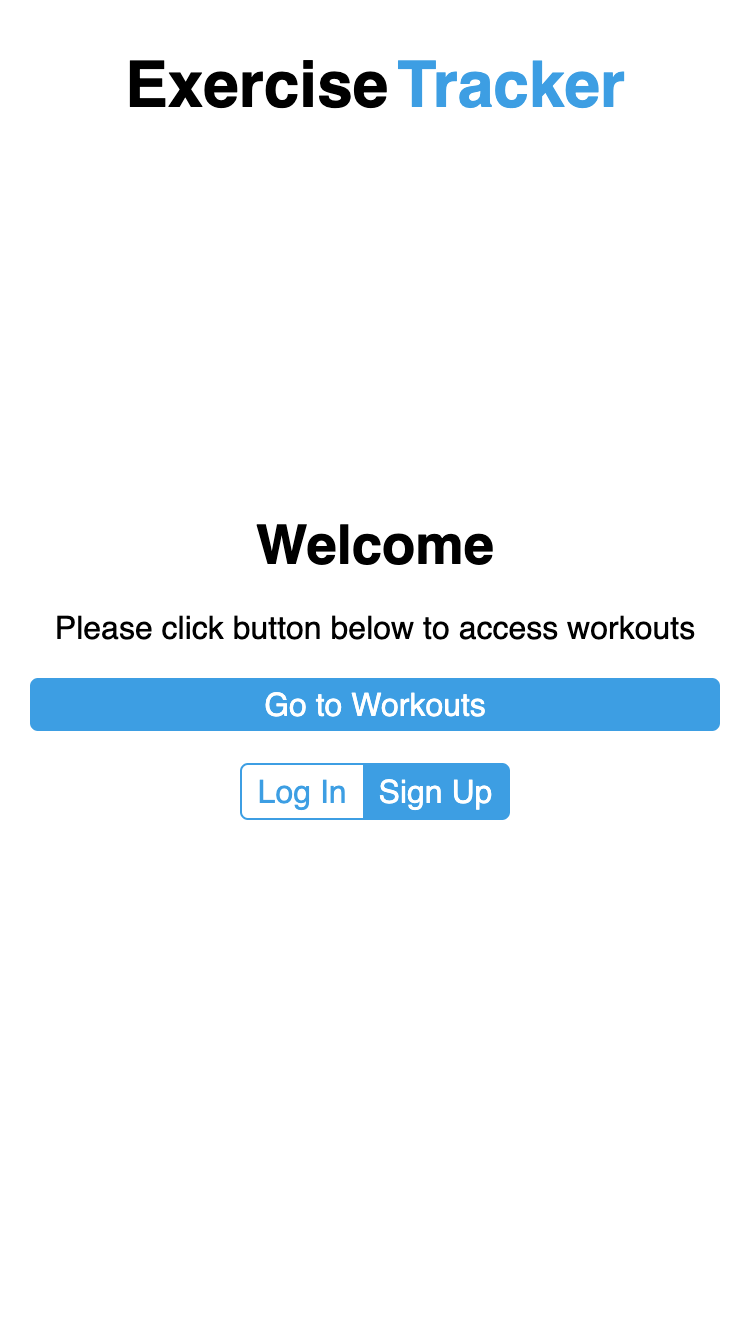 Exercise Tracker
Welcome
Please click button below to access workouts
Go to Workouts
Log In Sign Up